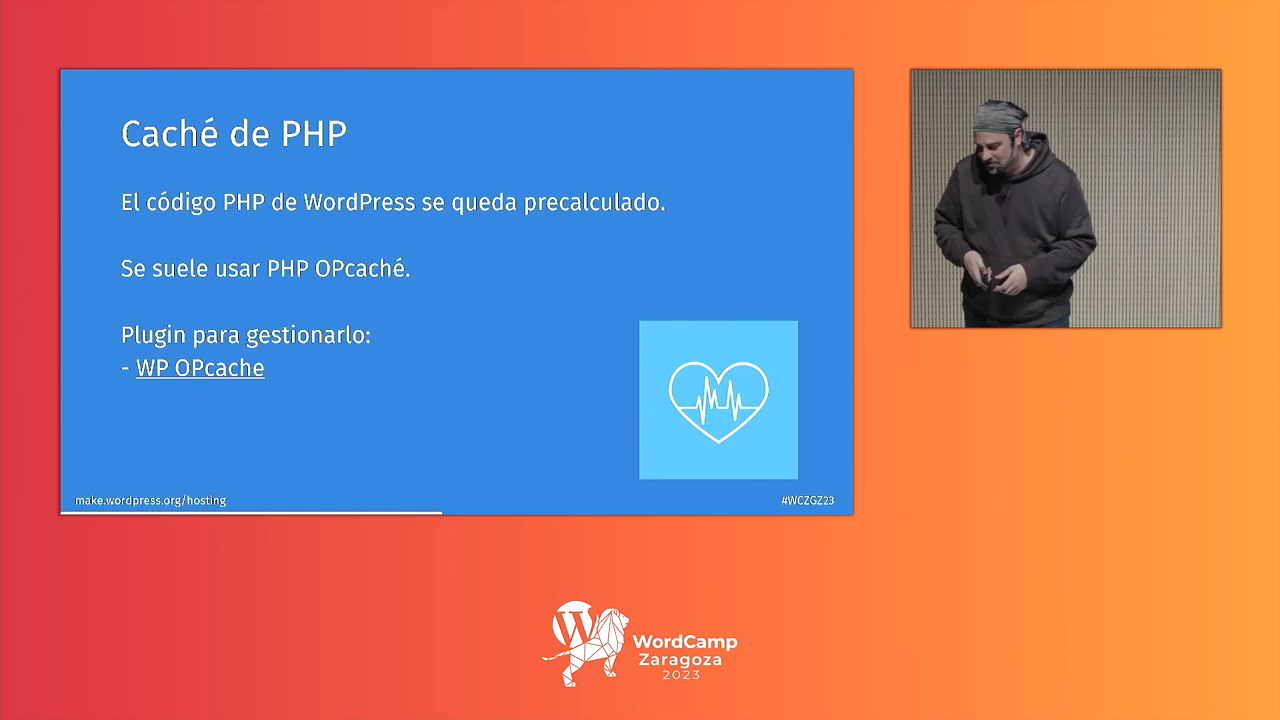 Caché de PHP
El código PHP de WordPress se queda precalculado.
Se suele usar PHP OPcaché.
Plugin para gestionarlo:
- WP OPcache
make.wordpress.org/hosting
#WCZGZ23
WordCamp
Zaragoza
2023